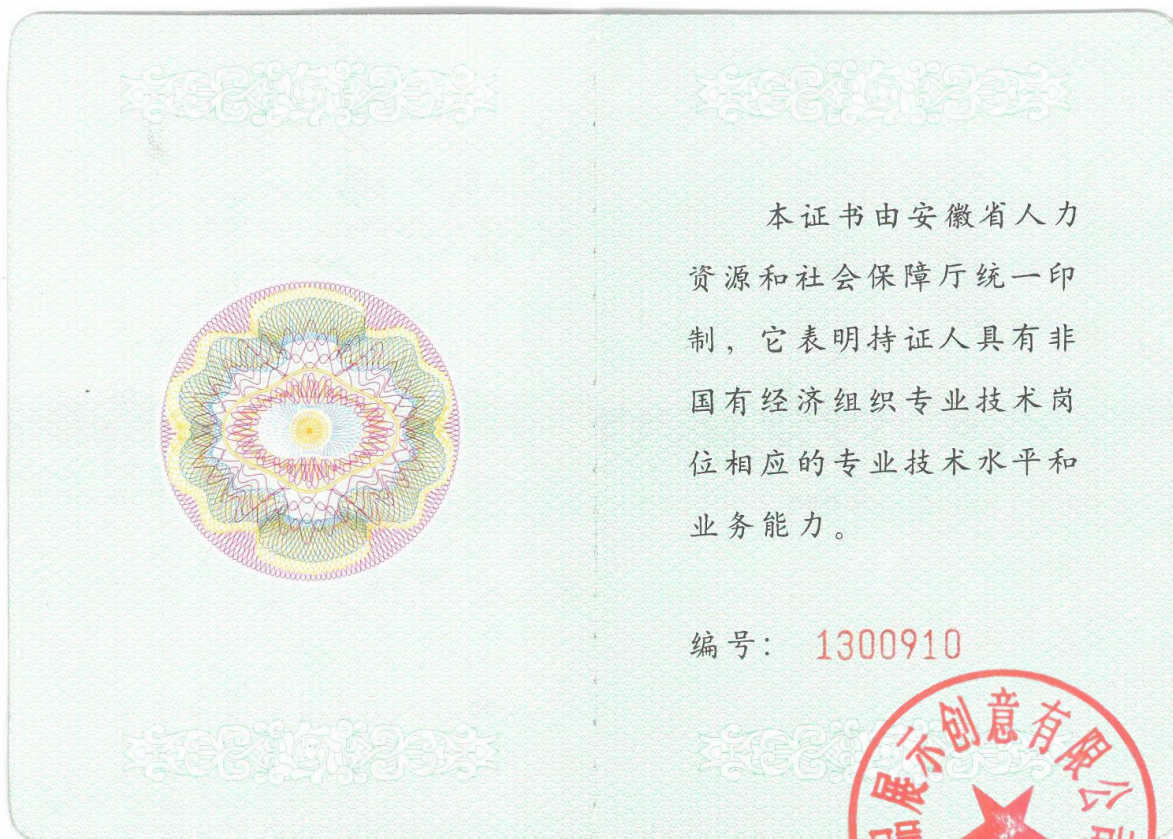 本证书由安徽省人力
资源和社会保障厅统一印
制，它表明持证人具有非
国有经济组织专业技术岗
位相应的专业技术水平和
业务能力。
编号： 1300910
品展示创意有限公司